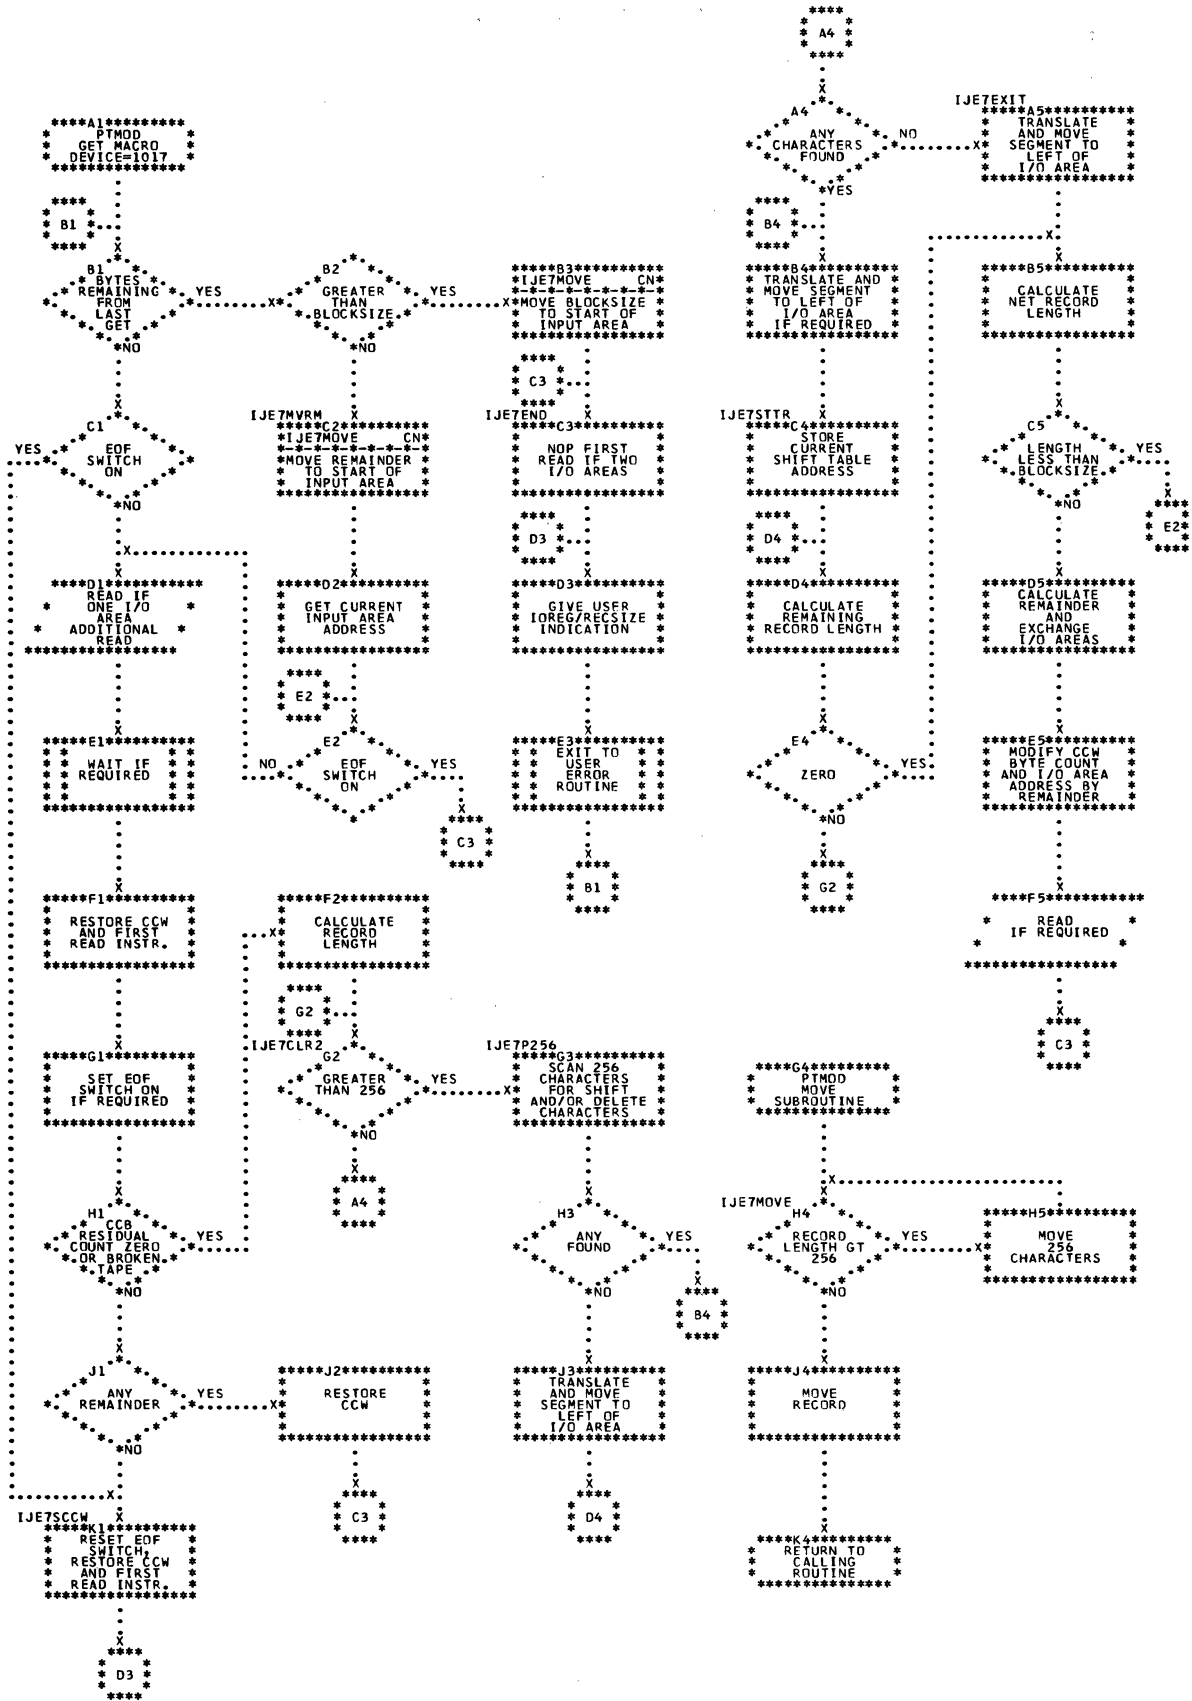 A4
A1
PTMOD
GET MACRO
DEVICE=1017
A4
ANY
CHARACTERS
FOUND
NO
YES
IJE7EXIT
A5
TRANSLATE
AND MOVE
SEGMENT TO
LEFT OF
I/O AREA
B1
B4
B1
BYTES
REMAINING
FROM
LAST
GET
YES
NO
B2
GREATER
THAN
BLOCKSIZE
YES
NO
B3
IJE7MOVE CN
MOVE BLOCKSIZE
TO START OF
INPUT AREA
B4
TRANSLATE AND
MOVE SEGMENT
TO LEFT OF
I/O AREA
IF REQUIRED
B5
CALCULATE
NET RECORD
LENGTH
C3
C1
EOF
SWITCH
ON
YES
NO
IJE7MVRM
C2
IJE7MOVE CN
MOVE REMAINDER
TO START OF
INPUT AREA
IJE7END
C3
NOP FIRST
READ IF TWO
I/O AREAS
IJE7STTR
C4
STORE
CURRENT
SHIFT TABLE
ADDRESS
C5
LENGTH
LESS THAN
BLOCKSIZE
YES
NO
E2
D3
D4
D1
READ IF
ONE I/O
AREA
ADDITIONAL
READ
D2
GET CURRENT
INPUT AREA
ADDRESS
D3
GIVE USER
IOREG/RECSIZE
INDICATION
D4
CALCULATE
REMAINING
RECORD LENGTH
D5
CALCULATE
REMAINDER
AND
EXCHANGE
I/O AREAS
E2
E1
WAIT IF
REQUIRED
E2
EOF
SWITCH
ON
NO
YES
C3
E3
EXIT TO
USER
ERROR
ROUTINE
E4
ZERO
YES
NO
E5
MODIFY CCW
BYTE COUNT
AND I/O AREA
ADDRESS BY
REMAINDER
B1
G2
F1
RESTORE CCW
AND FIRST
READ INSTR.
F2
CALCULATE
RECORD
LENGTH
F5
READ
IF REQUIRED
G2
C3
G1
SET EOF
SWITCH ON
IF REQUIRED
IJE7CLR2
G2
GREATER
THAN 256
YES
NO
IJE7P256
G3
SCAN 256
CHARACTERS
FOR SHIFT
AND/OR DELETE
CHARACTERS
G4
PTMOD
MOVE
SUBROUTINE
A4
H1
CCB
RESIDUAL
COUNT ZERO
OR BROKEN
TAPE
YES
NO
H3
ANY
FOUND
YES
NO
B4
IJE7MOVE
H4
RECORD
LENGTH GT
256
YES
NO
H5
MOVE
256
CHARACTERS
J1
ANY
REMAINDER
YES
NO
J2
RESTORE
CCW
J3
TRANSLATE
AND MOVE
SEGMENT TO
LEFT OF
I/O AREA
J4
MOVE
RECORD
C3
D4
IJE7SCCW
K1
RESET EOF
SWITCH,
RESTORE CCW
AND FIRST
READ INSTR.
K4
RETURN TO
CALLING
ROUTINE
D3